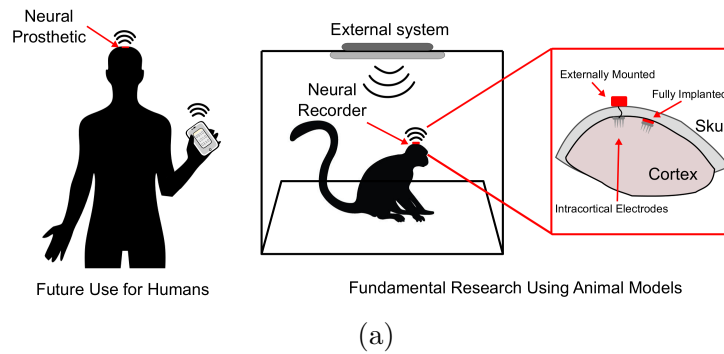 Neural
Prosthetic
Future Use for Humans
External system
Neural
Recorder
Externally Mounted
Fully Implanted
Sku
Cortex
Intracortical Electrodes
Fundamental Research Using Animal Models
(a)